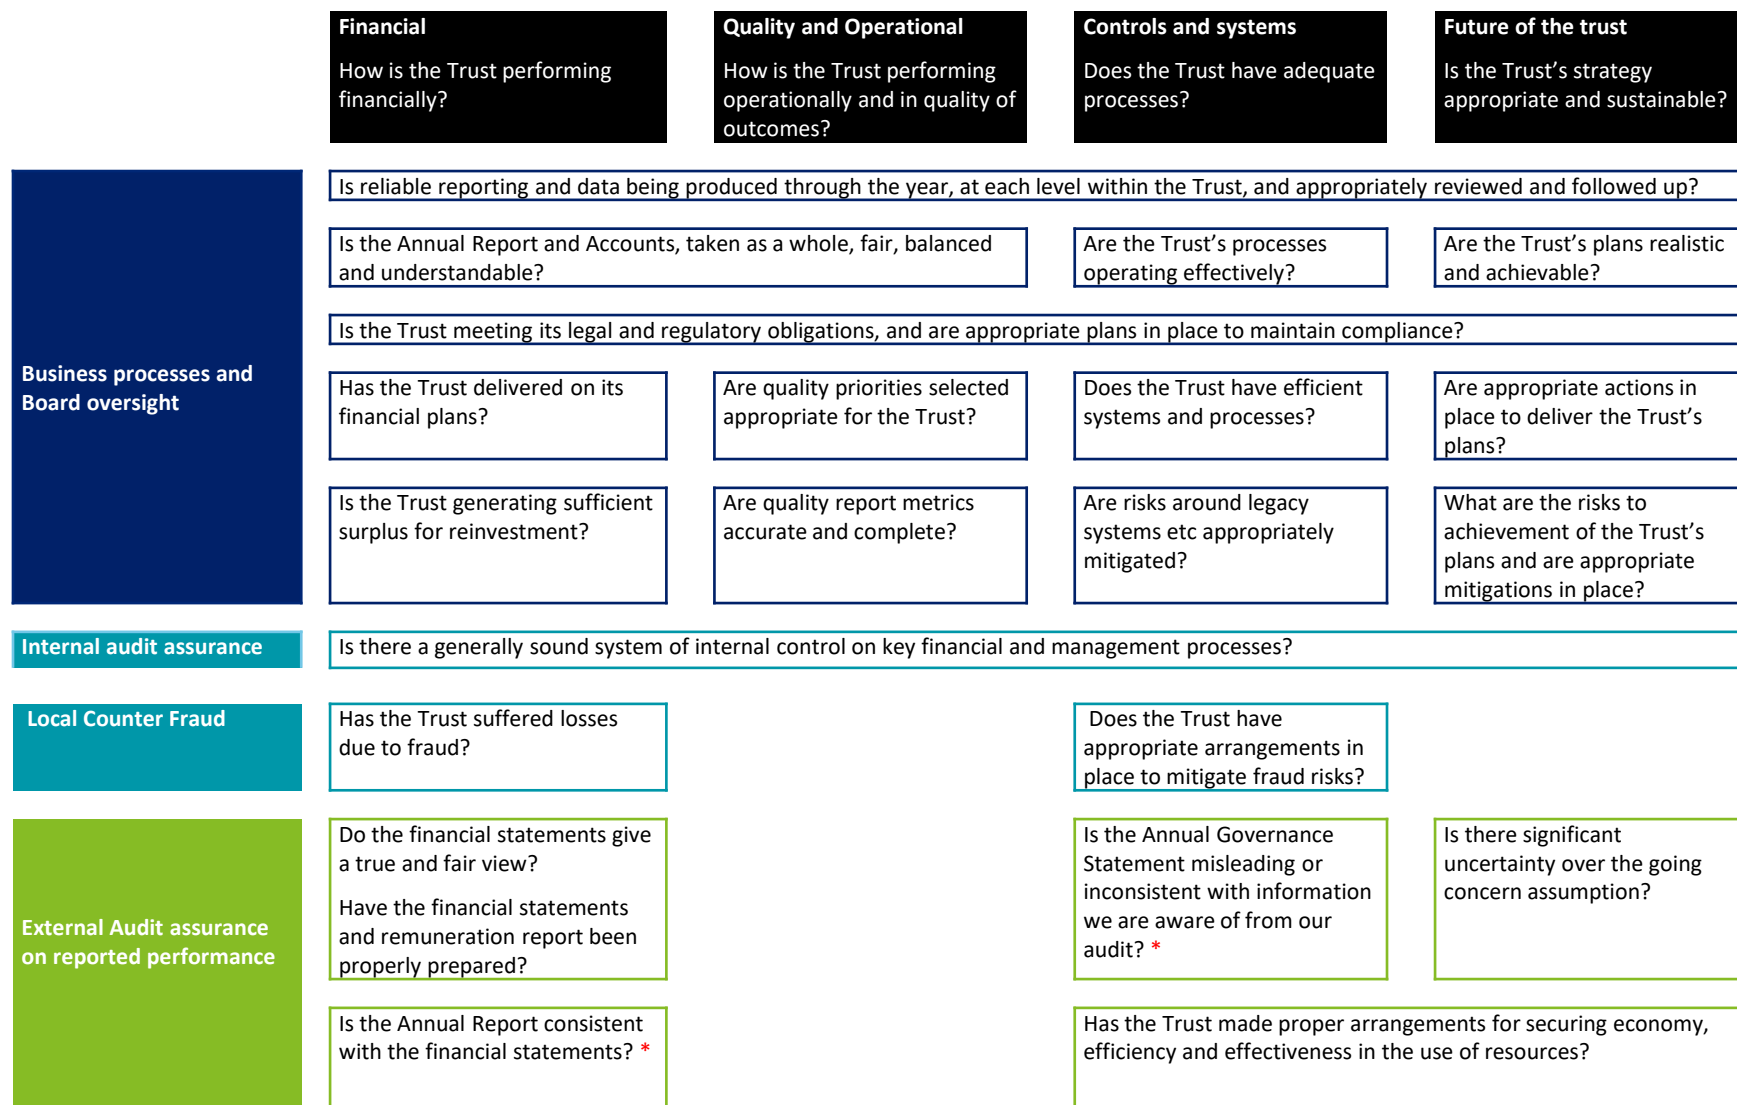 Financial
How is the Trust performing
financially?
Quality and Operational
How is the Trust performing
operationally and in quality of
outcomes?
Controls and systems
Does the Trust have adequate
processes?
Future of the trust
Is the Trust’s strategy
appropriate and sustainable?
Business processes and
Board oversight
Is reliable reporting and data being produced through the year, at each level within the Trust, and appropriately reviewed and followed up?
Is the Annual Report and Accounts, taken as a whole, fair, balanced
and understandable?
Are the Trust’s processes
operating effectively?
Are the Trust’s plans realistic
and achievable?
Is the Trust meeting its legal and regulatory obligations, and are appropriate plans in place to maintain compliance?
Has the Trust delivered on its
financial plans?
Are quality priorities selected
appropriate for the Trust?
Does the Trust have efficient
systems and processes?
Are appropriate actions in
place to deliver the Trust’s
plans?
Is the Trust generating sufficient
surplus for reinvestment?
Are quality report metrics
accurate and complete?
Are risks around legacy
systems etc appropriately
mitigated?
What are the risks to
achievement of the Trust’s
plans and are appropriate
mitigations in place?
Internal audit assurance
Is there a generally sound system of internal control on key financial and management processes?
Local Counter Fraud
Has the Trust suffered losses
due to fraud?
Does the Trust have
appropriate arrangements in
place to mitigate fraud risks?
External Audit assurance
on reported performance
Do the financial statements give
a true and fair view?
Have the financial statements
and remuneration report been
properly prepared?
Is the Annual Governance
Statement misleading or
inconsistent with information
we are aware of from our
audit? *
Is there significant
uncertainty over the going
concern assumption?
Is the Annual Report consistent
with the financial statements? *
Has the Trust made proper arrangements for securing economy,
efficiency and effectiveness in the use of resources?